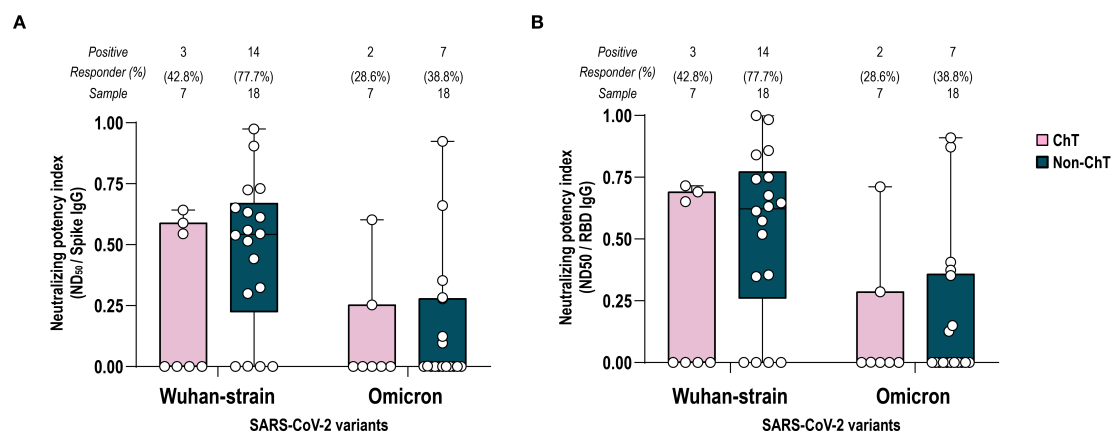 A
Positive 3 14 2 7
Responder (%) (42.8%) (77.7%) (28.6%) (38.8%)
Sample 7 18 7 18
1.00
0.75
0.50
0.25
0.00
Neutralizing potency index
(ND50 / Spike IgG)
Wuhan-strain Omicron
SARS-CoV-2 variants
B
Positive 3 14 2 7
Responder (%) (42.8%) (77.7%) (28.6%) (38.8%)
Sample 7 18 7 18
1.00
0.75
0.50
0.25
0.00
Neutralizing potency index
(ND50 / RBD IgG)
Wuhan-strain Omicron
SARS-CoV-2 variants
ChT
Non-ChT